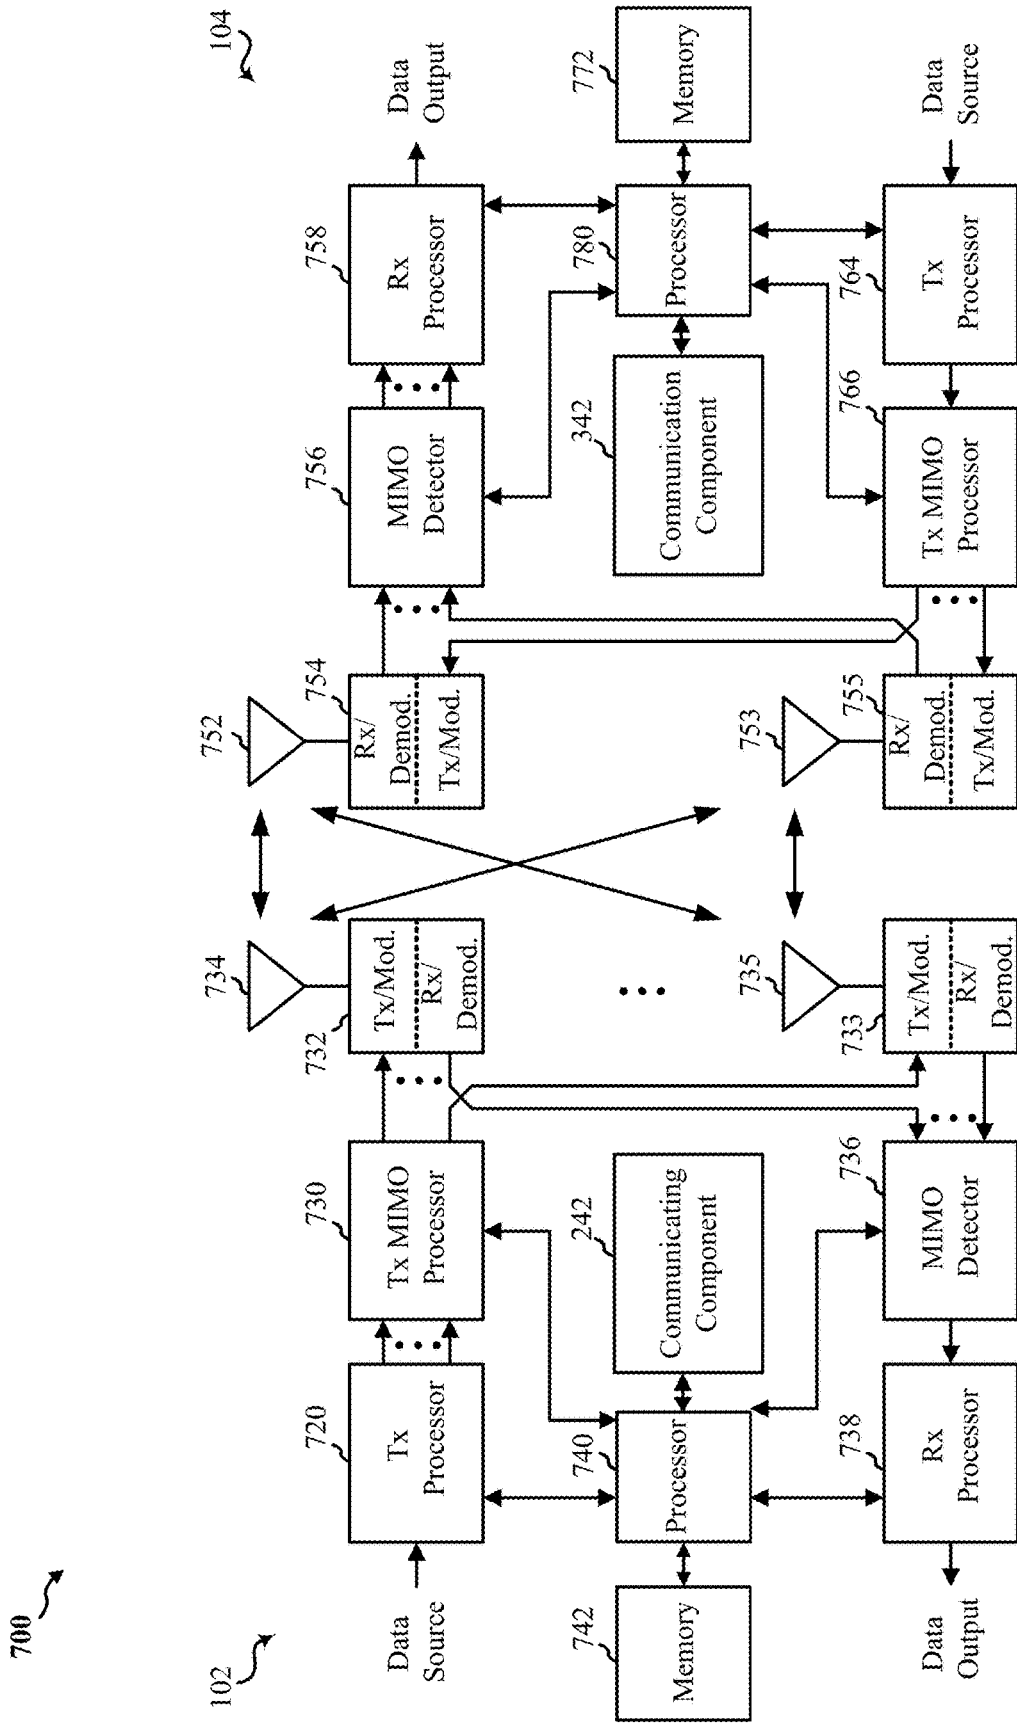 700
102
104
Data
Source
720
Tx
Processor
730
Tx MIMO
Processor
732
Tx/Mod.
Rx/
Demod.
734
752
754
Rx/
Demod.
Tx/Mod.
756
MIMO
Detector
758
Rx
Processor
Data
Output
742
Memory
740
Processor
242
Communicating
Component
342
Communication
Component
780
Processor
772
Memory
Data
Output
738
Rx
Processor
736
MIMO
Detector
733
Tx/Mod.
Rx/
Demod.
735
753
755
Rx/
Demod.
Tx/Mod.
766
Tx MIMO
Processor
764
Tx
Processor
Data
Source